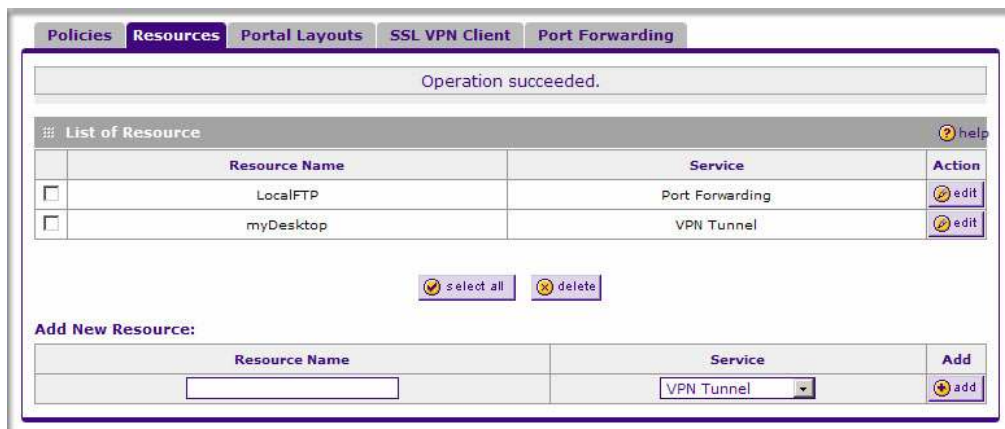 Policies Resources Portal Layouts SSL VPN Client Port Forwarding
Operation succeeded.
List of Resource help
Resource Name Service Action
LocalFTP Port Forwarding edit
myDesktop VPN Tunnel edit
select all delete
Add New Resource:
Resource Name Service Add
VPN Tunnel add